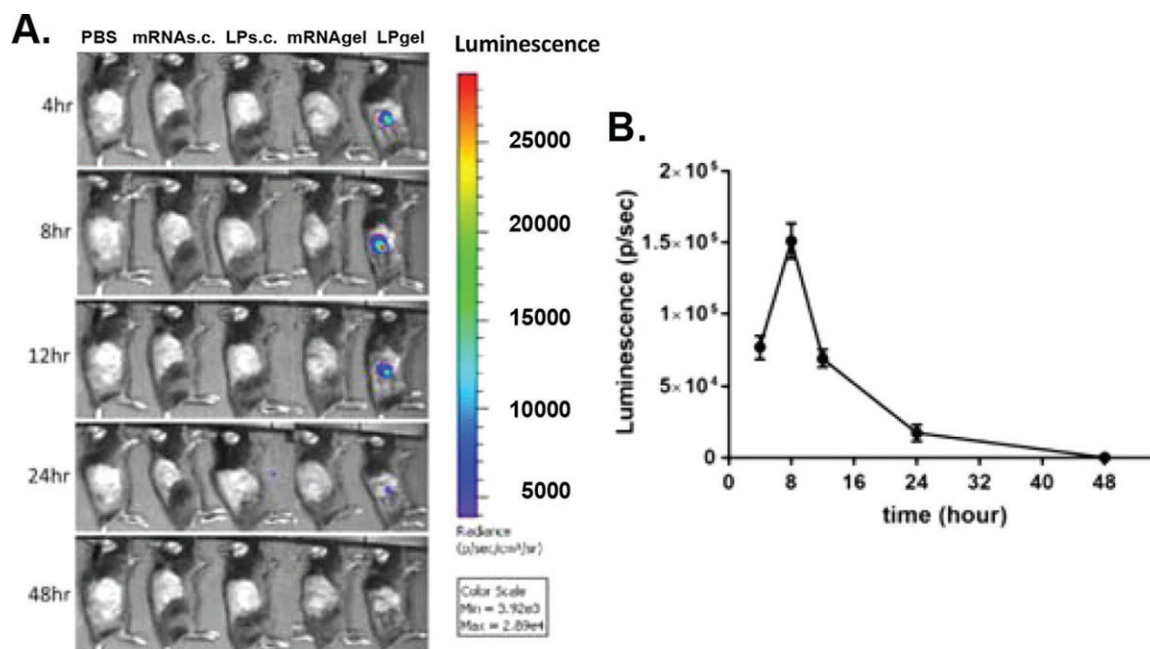 A.
PBS mRNAs.c. LPs.c. mRNAgel LPgel
4hr
8hr
12hr
24hr
48hr
Luminescence
25000
20000
15000
10000
5000
Radiance
(p/sec/cm²/sr)
Color Scale
Min = 3.92e3
Max = 2.89e4
B.
Luminescence (p/sec)
2× 10⁵
1.5× 10⁵
1× 10⁵
5× 10⁴
0
0 8 16 24 32 40 48
time (hour)